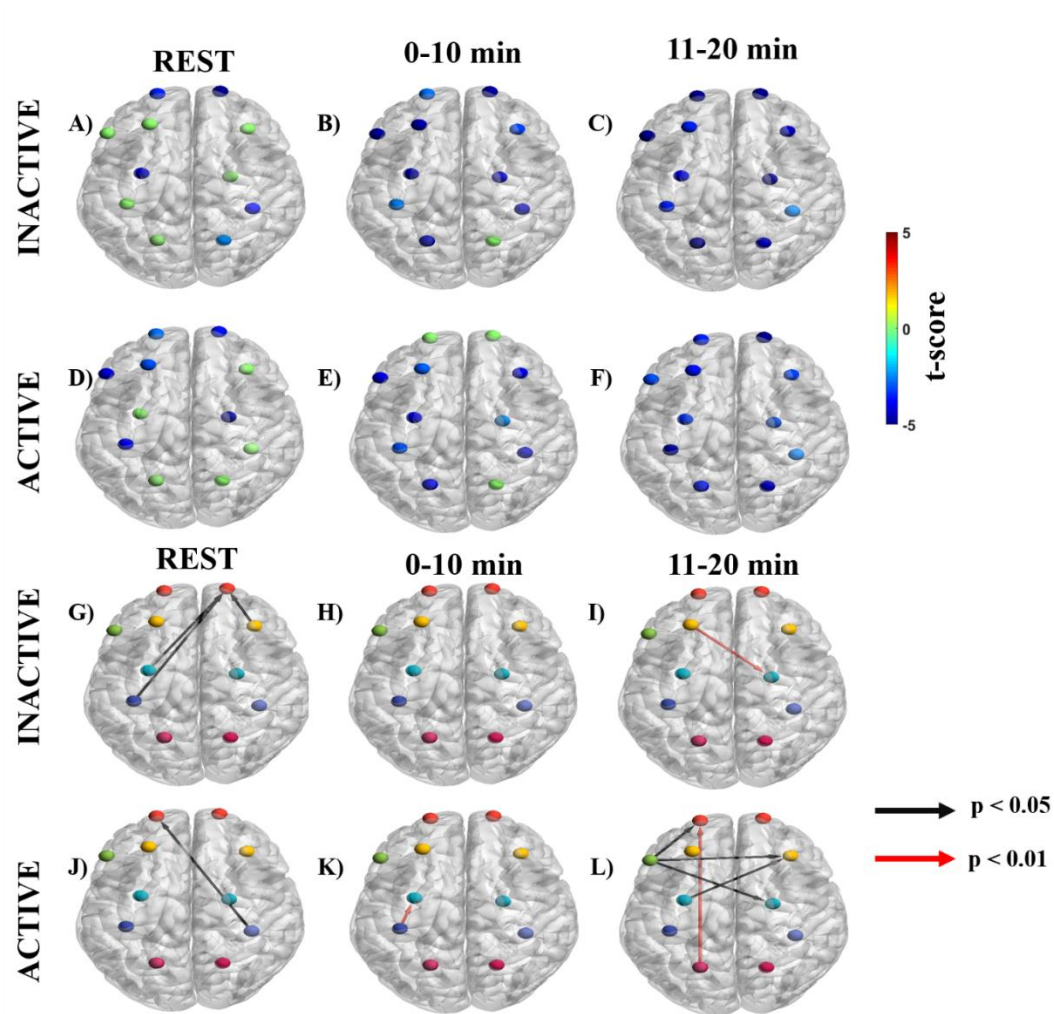 REST
0-10 min
11-20 min
INACTIVE
A)
B)
C)
5
0
-5
t-score
ACTIVE
D)
E)
F)
REST
0-10 min
11-20 min
INACTIVE
G)
H)
I)
p < 0.05
p < 0.01
ACTIVE
J)
K)
L)